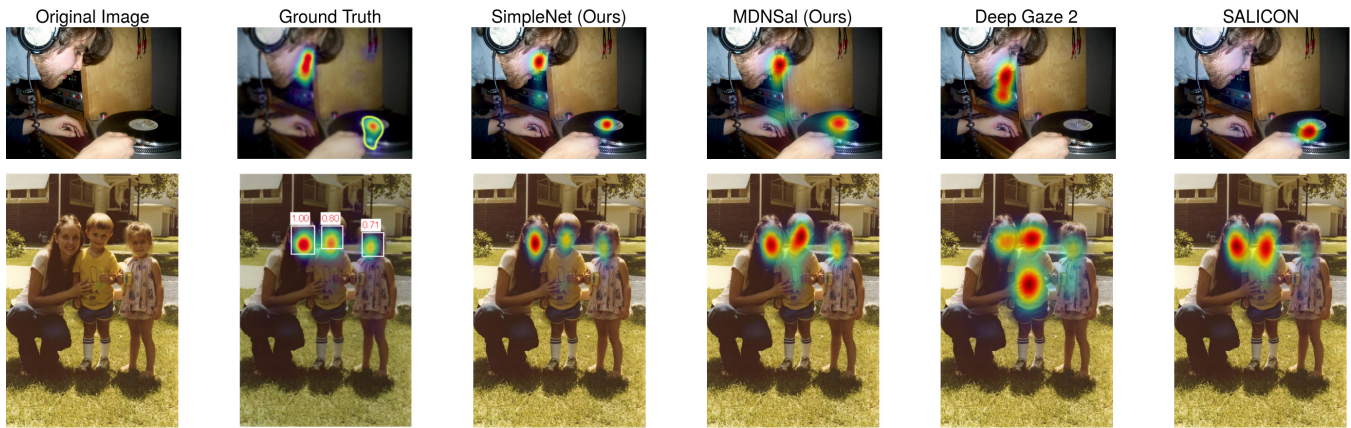 Original Image
Ground Truth
SimpleNet (Ours)
MDNSal (Ours)
Deep Gaze 2
SALICON
1.00
0.80
0.71